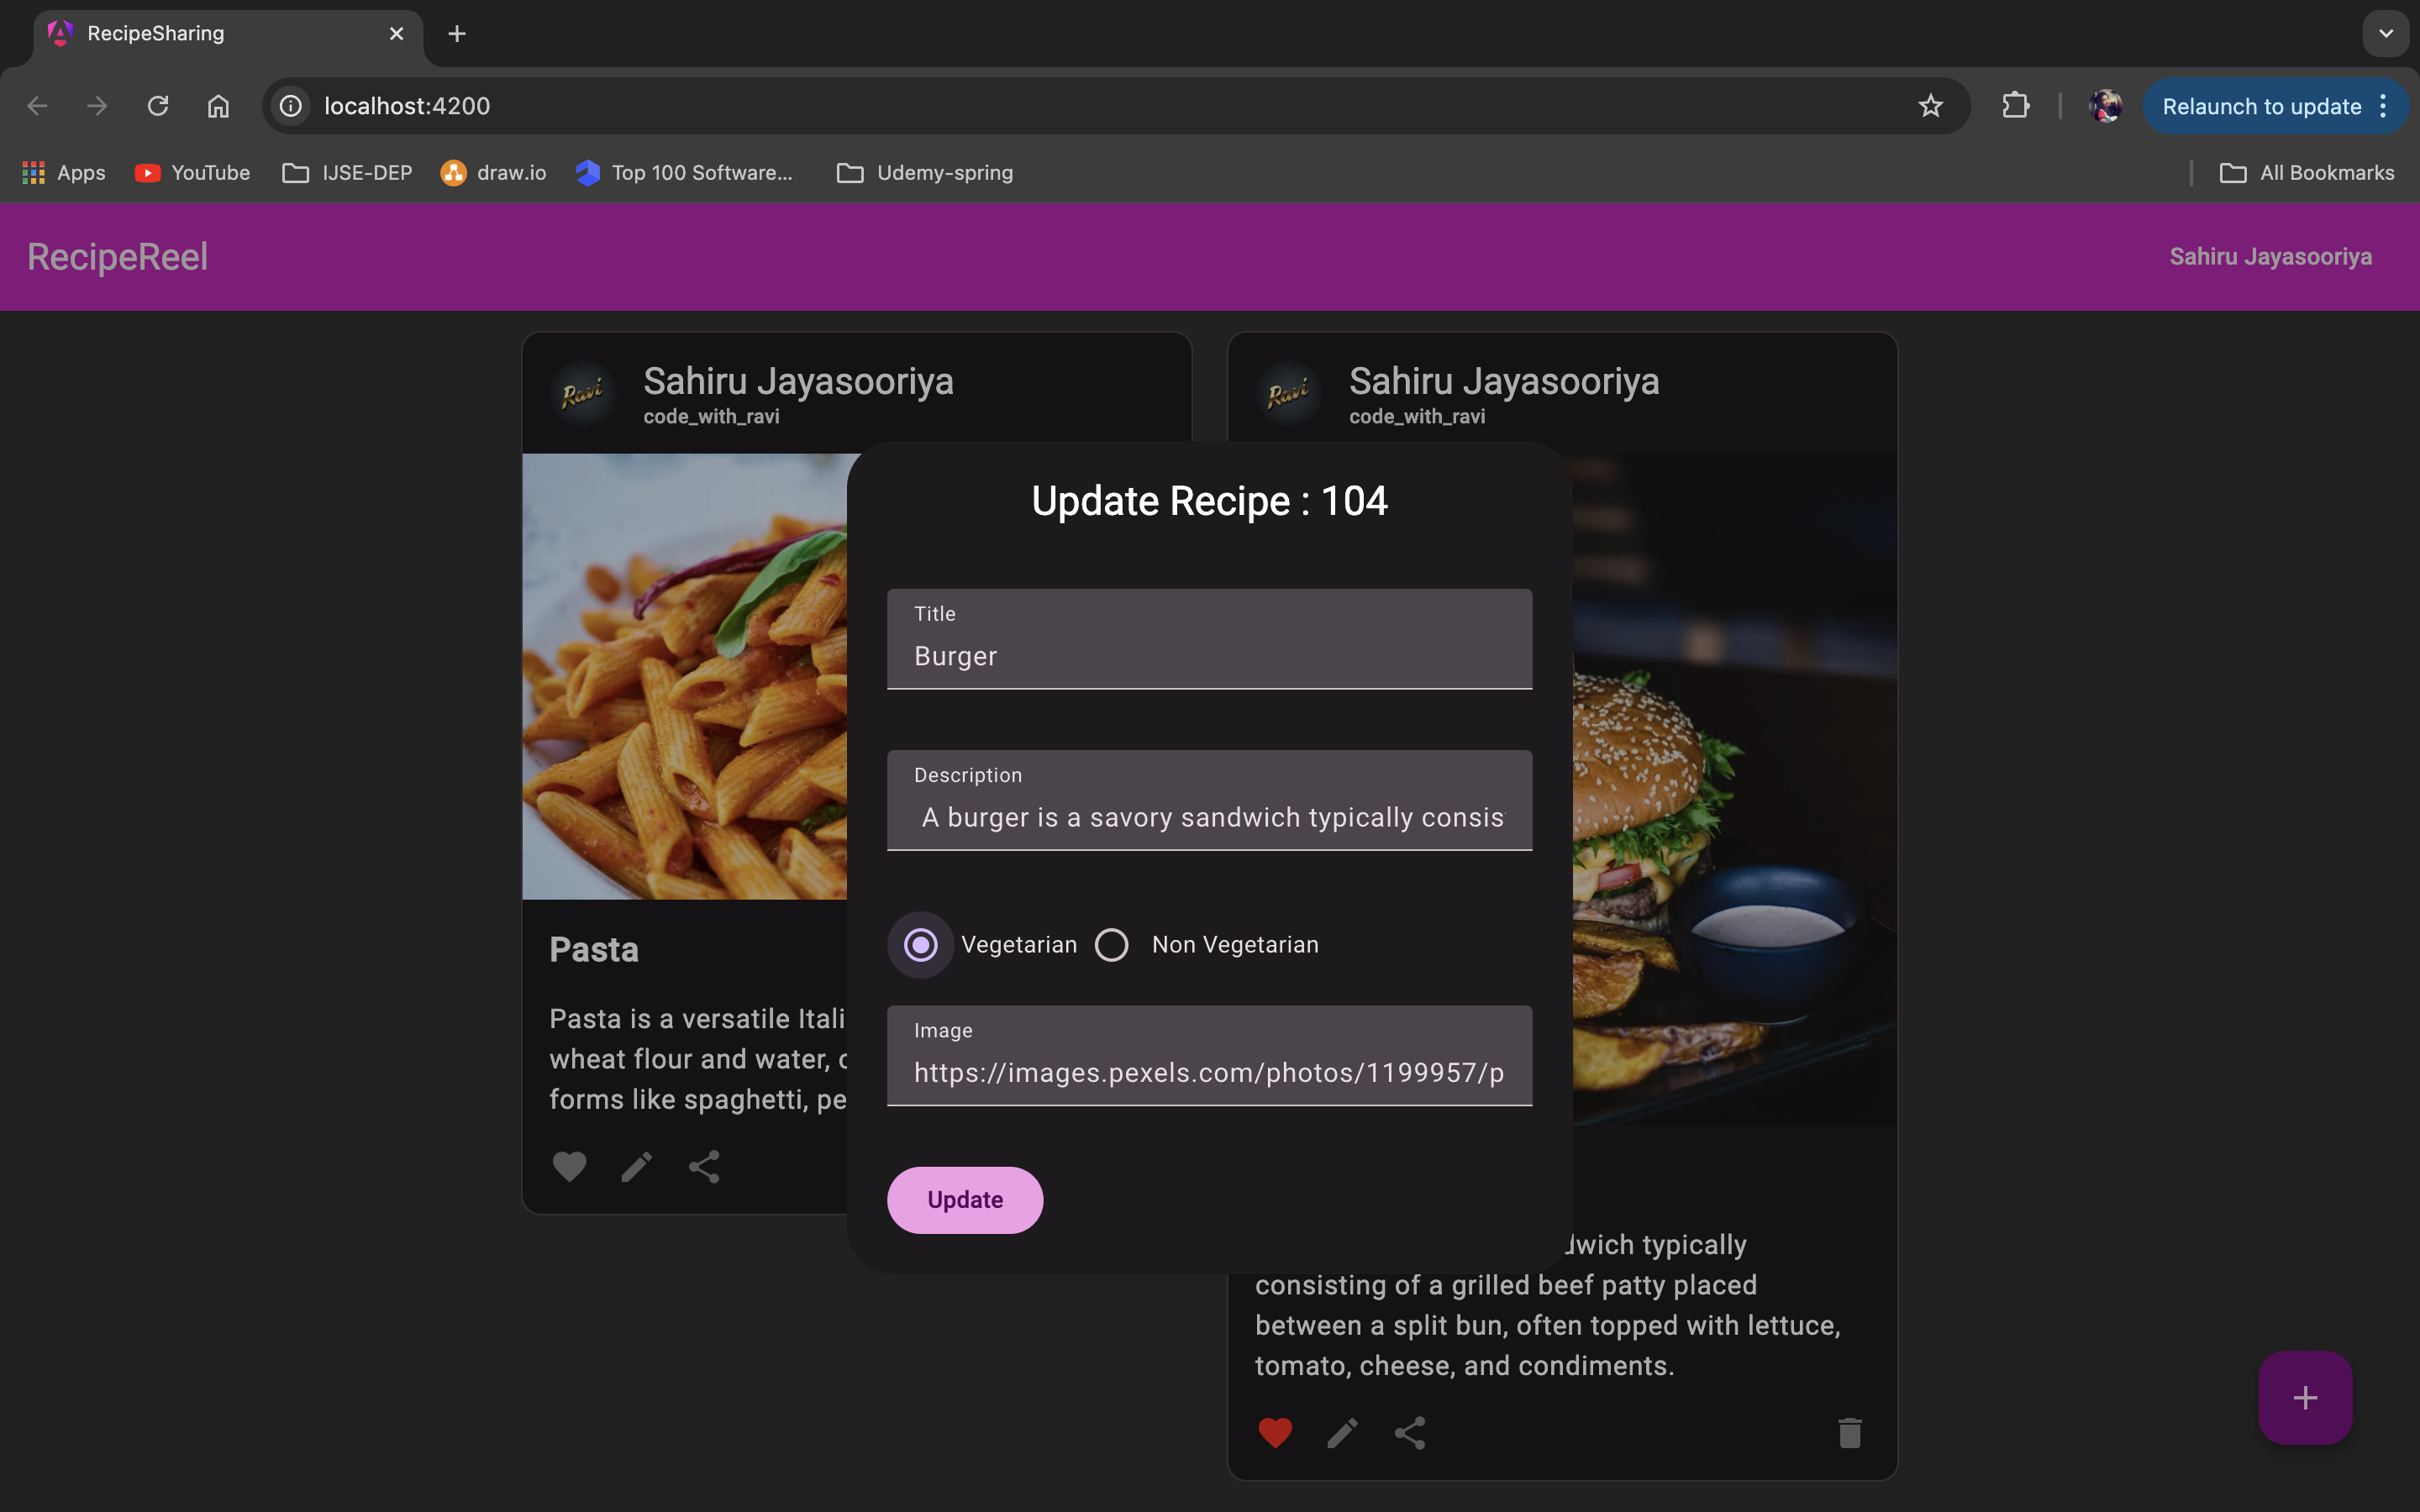 RecipeSharing
localhost:4200
Relaunch to update
Apps
YouTube
IJSE-DEP
draw.io
Top 100 Software...
Udemy-spring
All Bookmarks
RecipeReel
Sahiru Jayasooriya
Ravi
Sahiru Jayasooriya
code_with_ravi
Ravi
Sahiru Jayasooriya
code_with_ravi
Update Recipe : 104
Title
Burger
Description
A burger is a savory sandwich typically consis
Vegetarian
Non Vegetarian
Image
https://images.pexels.com/photos/1199957/p
Update
Pasta
Pasta is a versatile Itali
wheat flour and water,
forms like spaghetti, pe
dwich typically
consisting of a grilled beef patty placed
between a split bun, often topped with lettuce,
tomato, cheese, and condiments.